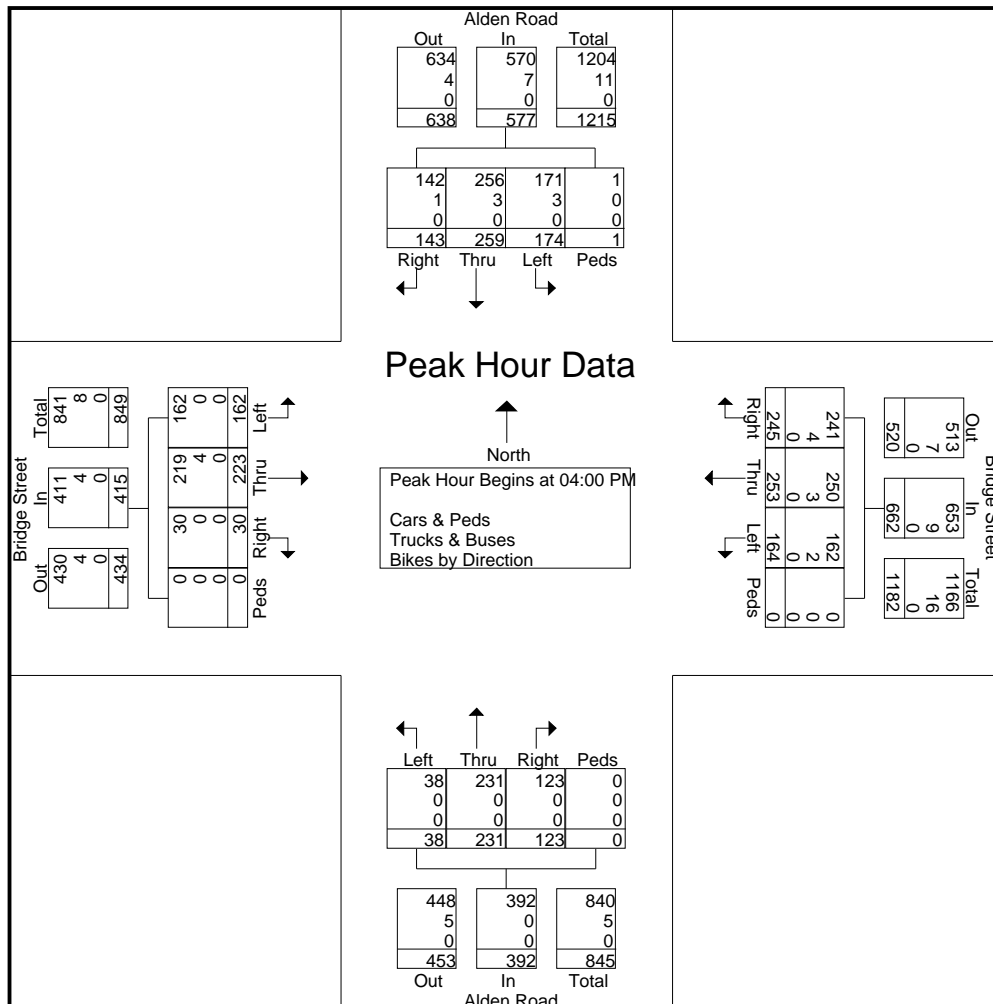 Alden Road
Out In Total
634 570 1204
4 7 11
0 0 0
638 577 1215
142 256 171 1
1 3 3 0
0 0 0 0
143 259 174 1
Right Thru Left Peds
Peak Hour Data
North
Peak Hour Begins at 04:00 PM
Cars & Peds
Trucks & Buses
Bikes by Direction
Bridge Street
Out In Total
430 411 841
4 4 8
0 0 0
434 415 849
30 219 162
0 0 4 0
0 0 0 0
0 30 223 162
Peds Right Thru Left
Bridge Street
Out In Total
513 653 1166
7 9 16
0 0 0
520 662 1182
241 250 162 0
4 3 2 0
0 0 0 0
245 253 164 0
Right Thru Left Peds
Left Thru Right Peds
38 231 123 0
0 0 0 0
0 0 0 0
38 231 123 0
448 392 840
5 0 5
0 0 0
453 392 845
Out In Total
Alden Road